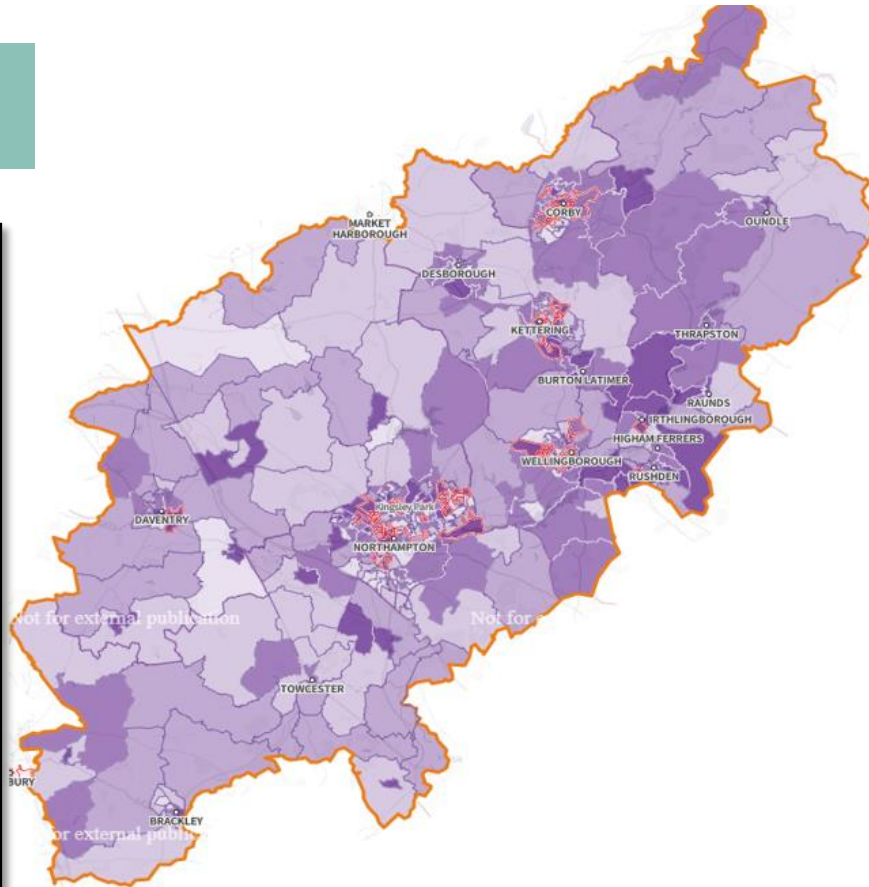 CORBY
OUNDLE
MARKET
HARBOROUGH
DESBOROUGH
KETTERING
THRAPSTON
BURTON LATIMER
RAUNDS
IRTHLINGBOROUGH
HIGHAM FERRERS
WELLINGBOROUGH
RUSHDEN
Kingsley Park
DAVENTRY
NORTHAMPTON
Not for external publication
Not for
TOWCESTER
BURY
BRACKLEY
for external